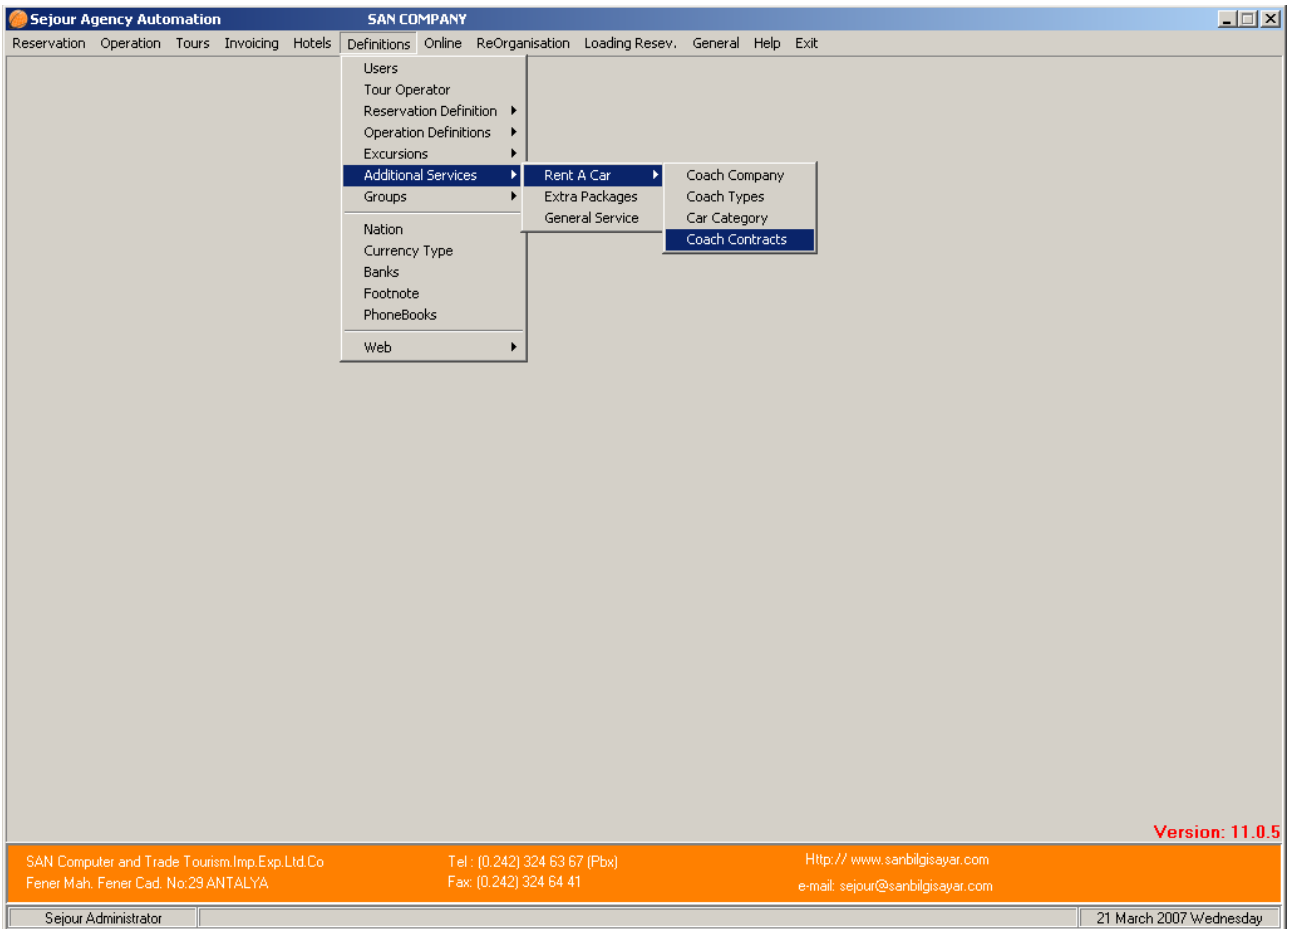 Sejour Agency Automation SAN COMPANY
Reservation Operation Tours Invoicing Hotels Definitions Online ReOrganisation Loading Resev. General Help Exit
Users
Tour Operator
Reservation Definition
Operation Definitions
Excursions
Additional Services Rent A Car Coach Company
Groups Extra Packages Coach Types
General Service Car Category
Nation Coach Contracts
Currency Type
Banks
Footnote
PhoneBooks
Web
Version: 11.0.5
SAN Computer and Trade Tourism.Imp.Exp.Ltd.Co Tel : (0.242) 324 63 67 (Pbx) Http:// www.sanbilgisayar.com
Fener Mah. Fener Cad. No:29 ANTALYA Fax: (0.242) 324 64 41 e-mail: sejour@sanbilgisayar.com
Sejour Administrator 21 March 2007 Wednesday